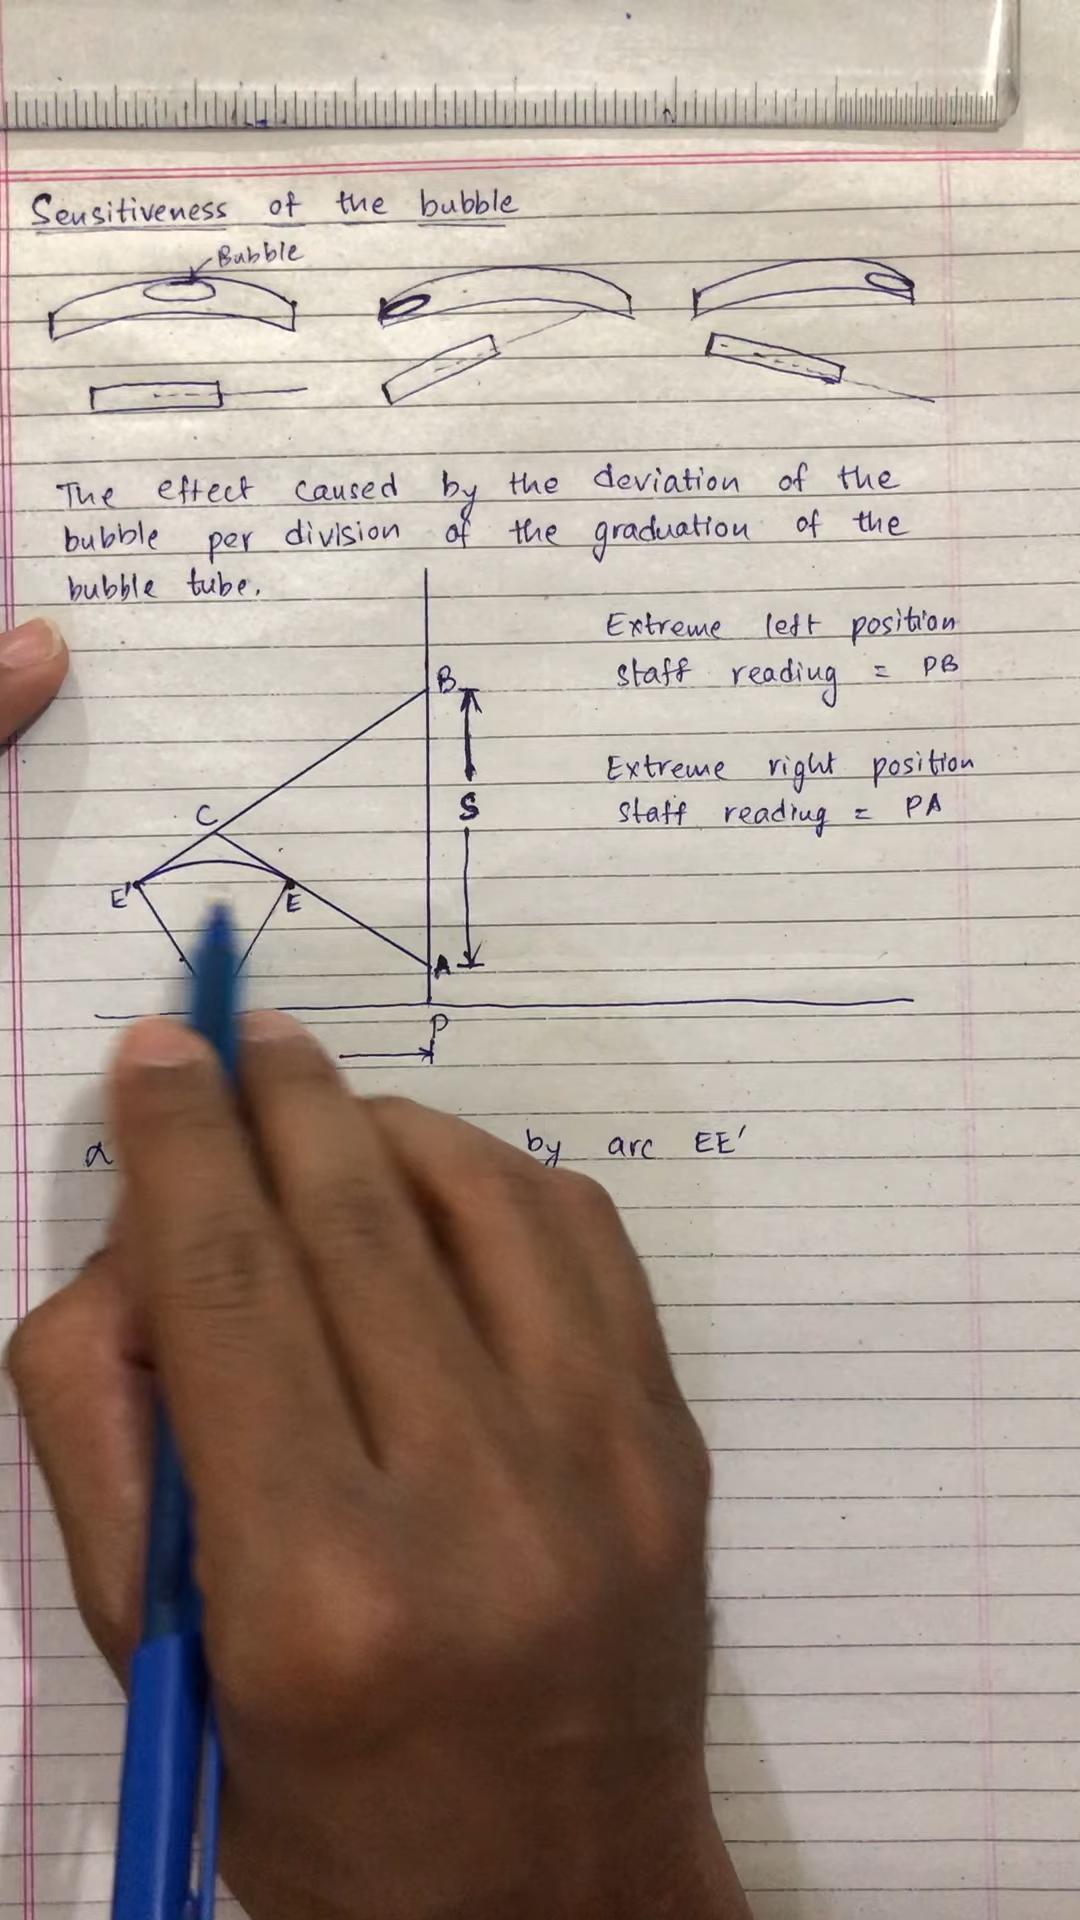 Sensitiveness of the bubble
Bubble
The effect caused by the deviation of the
bubble per division of the graduation of the
bubble tube.
Extreme left position
staff reading = PB
B
Extreme right position
staff reading = PA
S
C
E'
E
A
P
α by arc EE'